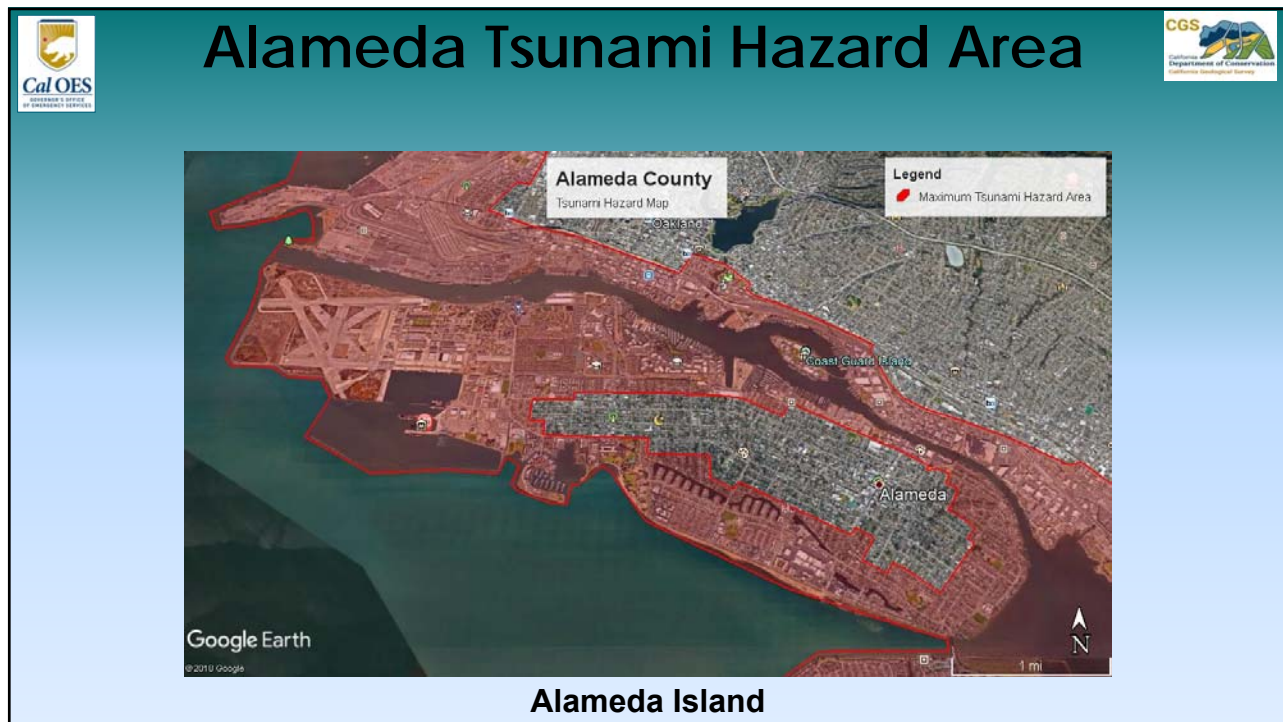 Cal OES
GOVERNOR'S OFFICE
OF EMERGENCY SERVICES
Alameda Tsunami Hazard Area
CGS
California
Department of Conservation
California Geological Survey
Alameda County
Tsunami Hazard Map
Legend
Maximum Tsunami Hazard Area
Oakland
Coast Guard Island
Alameda
Google Earth
©2018 Google
N
1 mi
Alameda Island